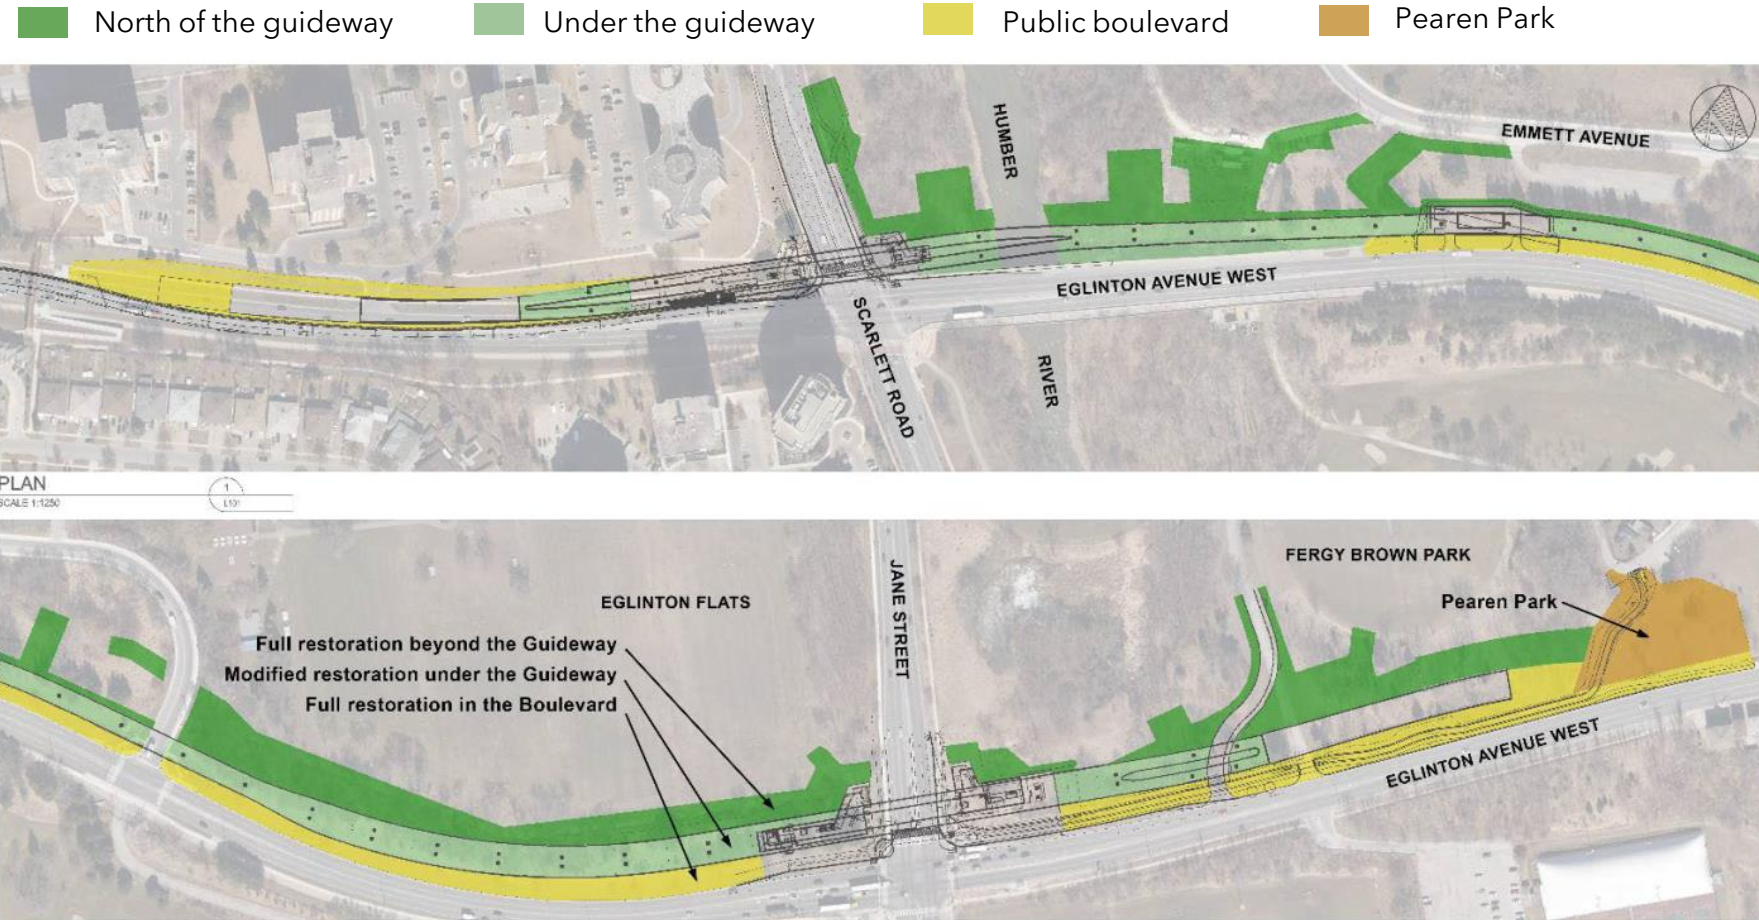 North of the guideway
Under the guideway
Public boulevard
Pearen Park
HUMBER
EMMETT AVENUE
EGLINTON AVENUE WEST
SCARLETT ROAD
RIVER
PLAN
SCALE 1:1250
1
L101
FERGY BROWN PARK
JANE STREET
EGLINTON FLATS
Pearen Park
Full restoration beyond the Guideway
Modified restoration under the Guideway
Full restoration in the Boulevard
EGLINTON AVENUE WEST